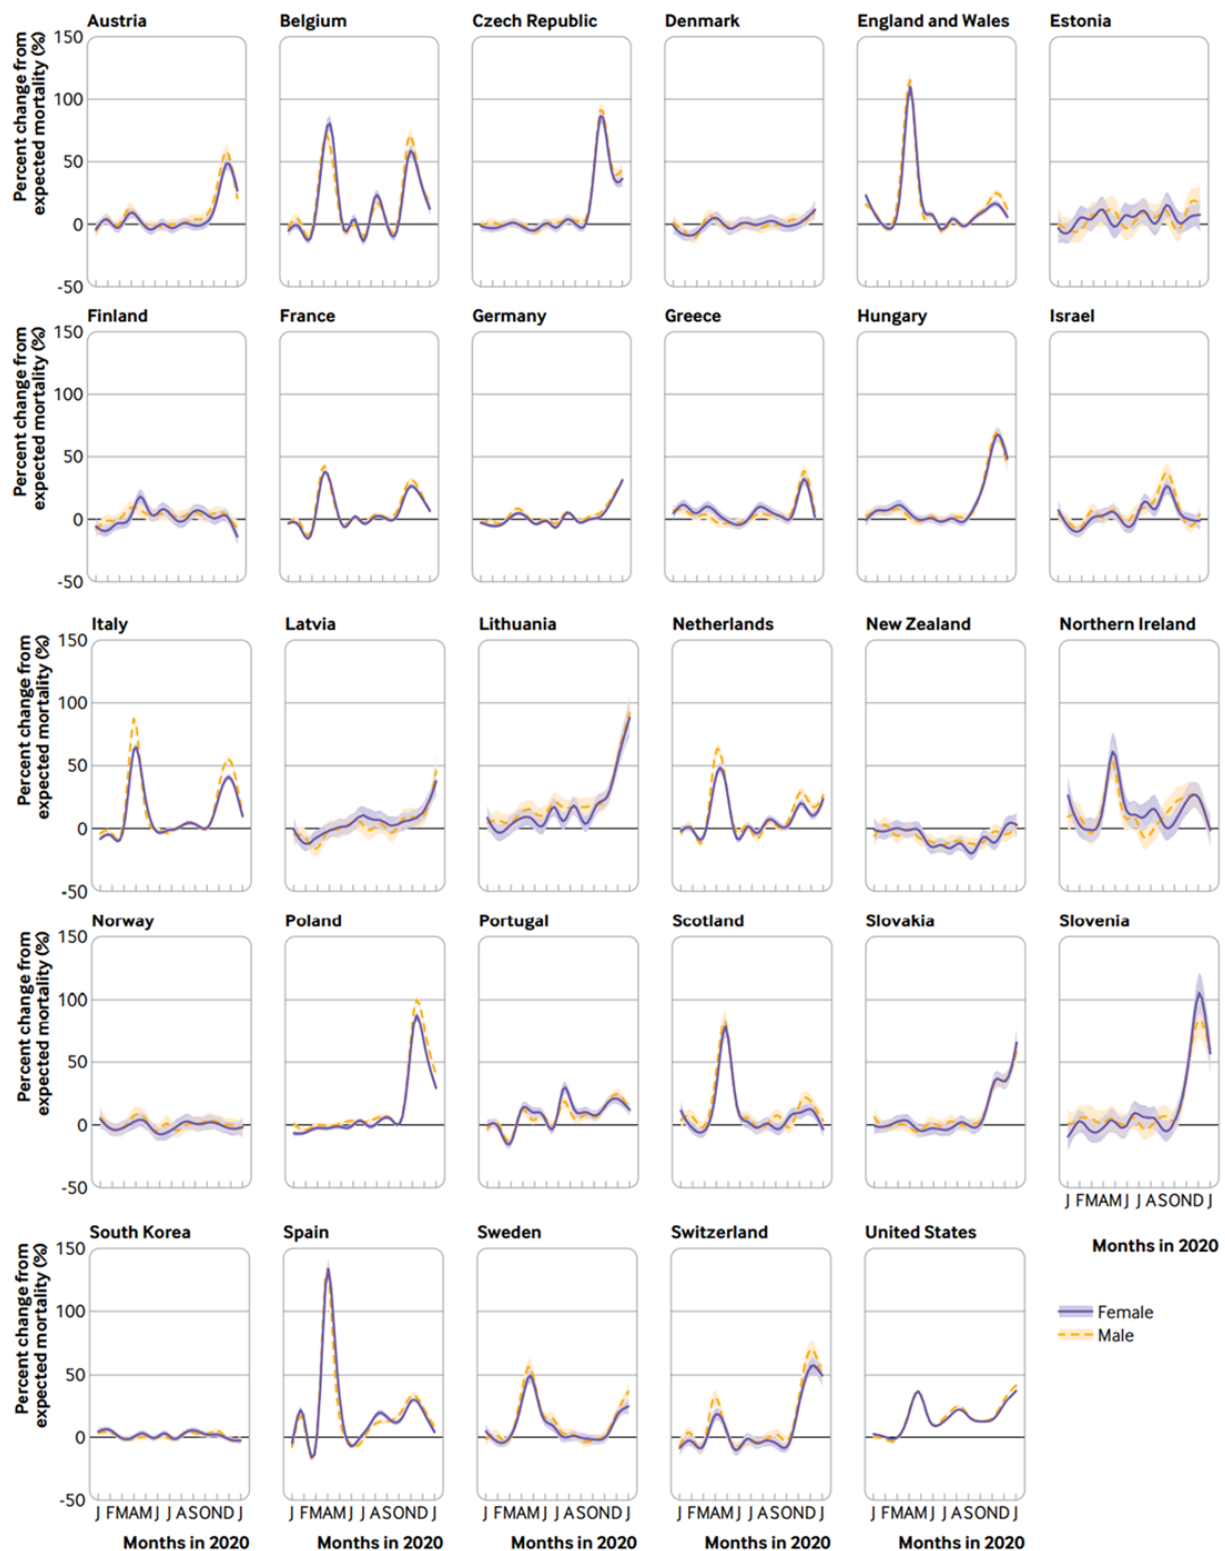 Austria Belgium Czech Republic Denmark England and Wales Estonia
Percent change from
expected mortality (%)
150
100
50
0
-50
Finland France Germany Greece Hungary Israel
Percent change from
expected mortality (%)
150
100
50
0
-50
Italy Latvia Lithuania Netherlands New Zealand Northern Ireland
Percent change from
expected mortality (%)
150
100
50
0
-50
Norway Poland Portugal Scotland Slovakia Slovenia
Percent change from
expected mortality (%)
150
100
50
0
-50
J FMAMJ J ASOND J
Months in 2020
South Korea Spain Sweden Switzerland United States
Percent change from
expected mortality (%)
150
100
50
0
-50
J FMAMJ J ASOND J J FMAMJ J ASOND J J FMAMJ J ASOND J J FMAMJ J ASOND J J FMAMJ J ASOND J
Months in 2020 Months in 2020 Months in 2020 Months in 2020 Months in 2020
Female
Male